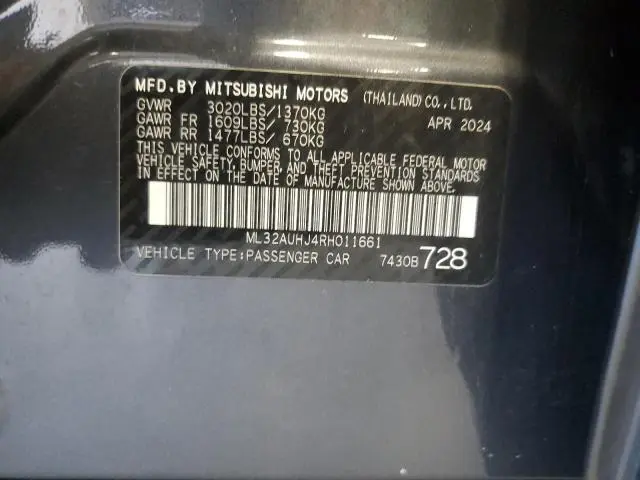 MFD.BY MITSUBISHI MOTORS (THAILAND)CO.,LTD.
GVWR 3020LBS/1370KG APR 2024
GAWR FR 1609LBS/ 730KG
GAWR RR 1477LBS/ 670KG
THIS VEHICLE CONFORMS TO ALL APPLICABLE FEDERAL MOTOR
VEHICLE SAFETY,BUMPER,AND THEFT PREVENTION STANDARDS
IN EFFECT ON THE DATE OF MANUFACTURE SHOWN ABOVE.
ML32AUHJ4RH011661
VEHICLE TYPE:PASSENGER CAR 7430B 728